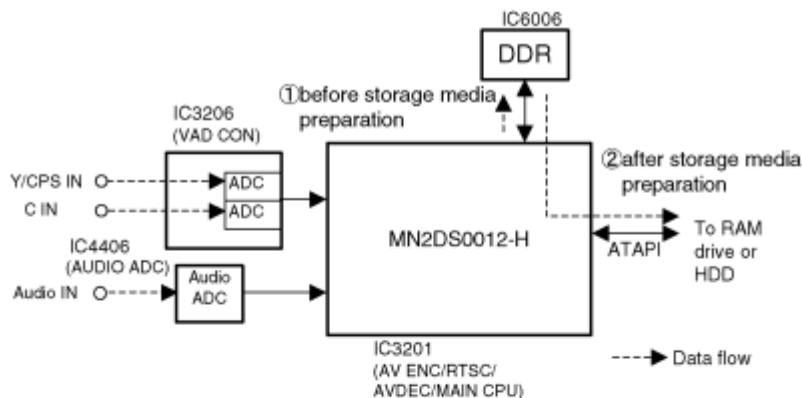 IC6006
DDR
①before storage media
preparation
IC3206
(VAD CON)
②after storage media
preparation
Y/CPS IN
ADC
C IN
ADC
MN2DS0012-H
To RAM
drive or
HDD
ATAPI
IC4406
(AUDIO ADC)
Audio IN
Audio
ADC
IC3201
(AV ENC/RTSC/
AVDEC/MAIN CPU)
Data flow